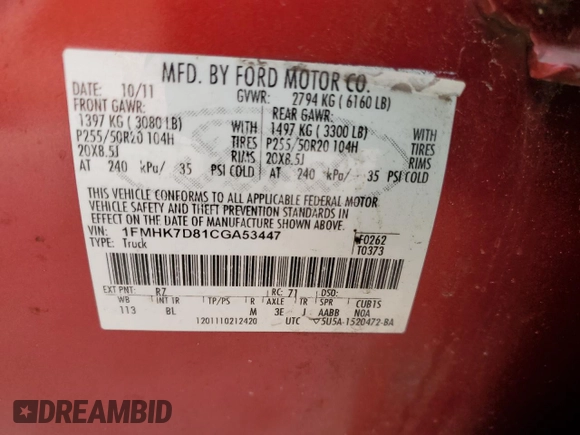 MFD. BY FORD MOTOR CO.
DATE: 10/11 GVWR: 2794 KG ( 6160 LB)
FRONT GAWR: REAR GAWR:
1397 KG ( 3080 LB) WITH 1497 KG ( 3300 LB) WITH
P255/50R20 104H TIRES P255/50R20 104H TIRES
20X8.5J RIMS 20X8.5J RIMS
AT 240 kPa/ 35 PSI COLD AT 240 kPa/ 35 PSI COLD
THIS VEHICLE CONFORMS TO ALL APPLICABLE FEDERAL MOTOR
VEHICLE SAFETY AND THEFT PREVENTION STANDARDS IN
EFFECT ON THE DATE OF MANUFACTURE SHOWN ABOVE.
VIN: 1FMHK7D81CGA53447 F0262
TYPE: Truck T0373
EXT PNT: RZ RC: 71 DSO:
WB INT TR TP/PS R AXLE TR SPR CUBTS
113 BL M 3E J AABB NOA
1201110212420 UTC 5U5A-1520472-BA
DREAMBID